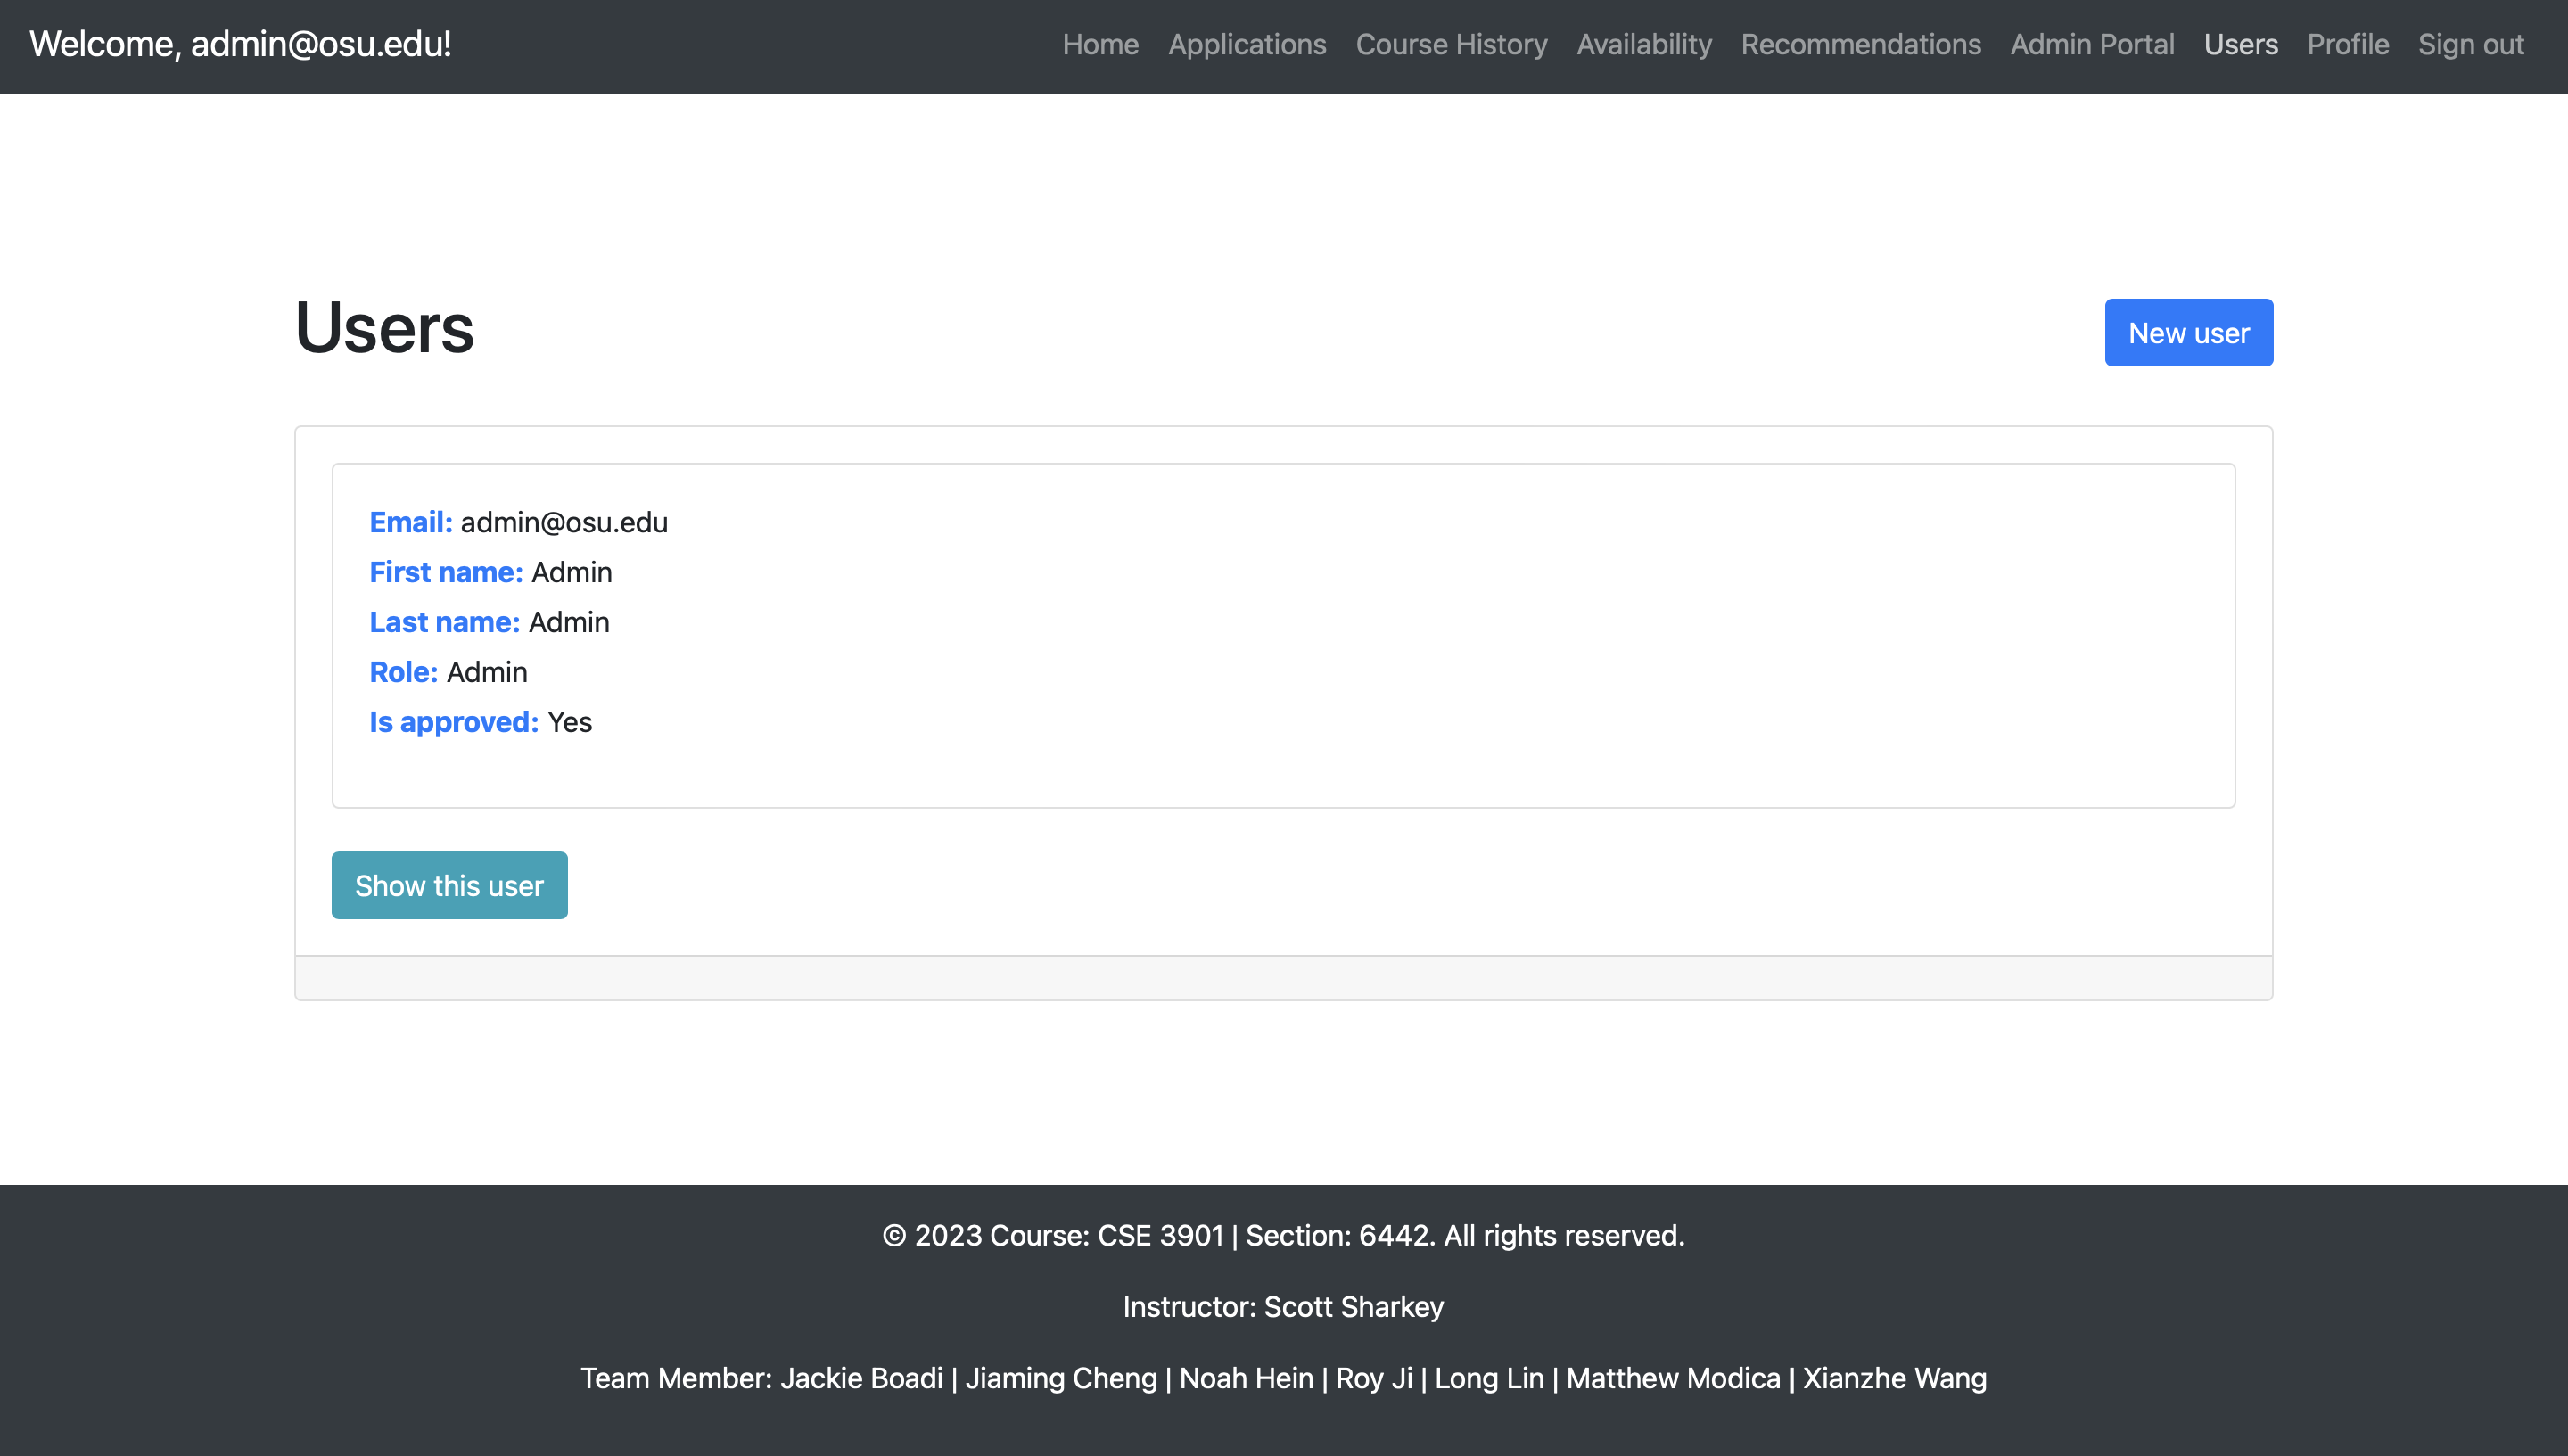 Welcome, admin@osu.edu! Home Applications Course History Availability Recommendations Admin Portal Users Profile Sign out
Users
New user
Email: admin@osu.edu
First name: Admin
Last name: Admin
Role: Admin
Is approved: Yes
Show this user
© 2023 Course: CSE 3901 | Section: 6442. All rights reserved.
Instructor: Scott Sharkey
Team Member: Jackie Boadi | Jiaming Cheng | Noah Hein | Roy Ji | Long Lin | Matthew Modica | Xianzhe Wang